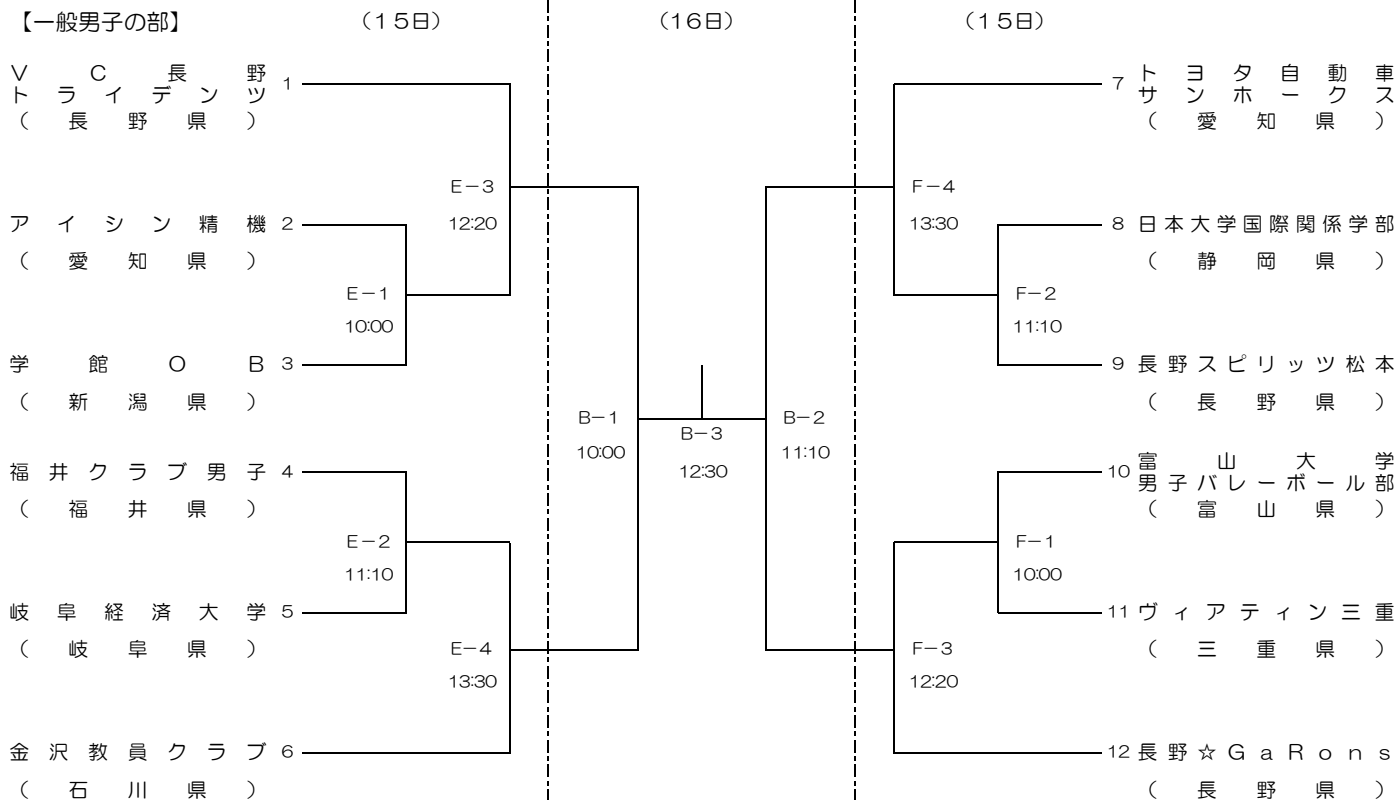 【一般男子の部】
（１５日）
（１６日）
（１５日）
ＶＣ長野
トライデンツ
（長野県）
1
アイシン精機
（愛知県）
2
学館ＯＢ
（新潟県）
3
福井クラブ男子
（福井県）
4
岐阜経済大学
（岐阜県）
5
金沢教員クラブ
（石川県）
6
Ｅ－３
12:20
Ｅ－１
10:00
Ｅ－２
11:10
Ｅ－４
13:30
Ｂ－１
10:00
Ｂ－３
12:30
Ｂ－２
11:10
Ｆ－４
13:30
Ｆ－２
11:10
Ｆ－１
10:00
Ｆ－３
12:20
7
トヨタ自動車
サンホークス
（愛知県）
8
日本大学国際関係学部
（静岡県）
9
長野スピリッツ松本
（長野県）
10
富山大学
男子バレーボール部
（富山県）
11
ヴィアティン三重
（三重県）
12
長野☆ＧａＲｏｎｓ
（長野県）